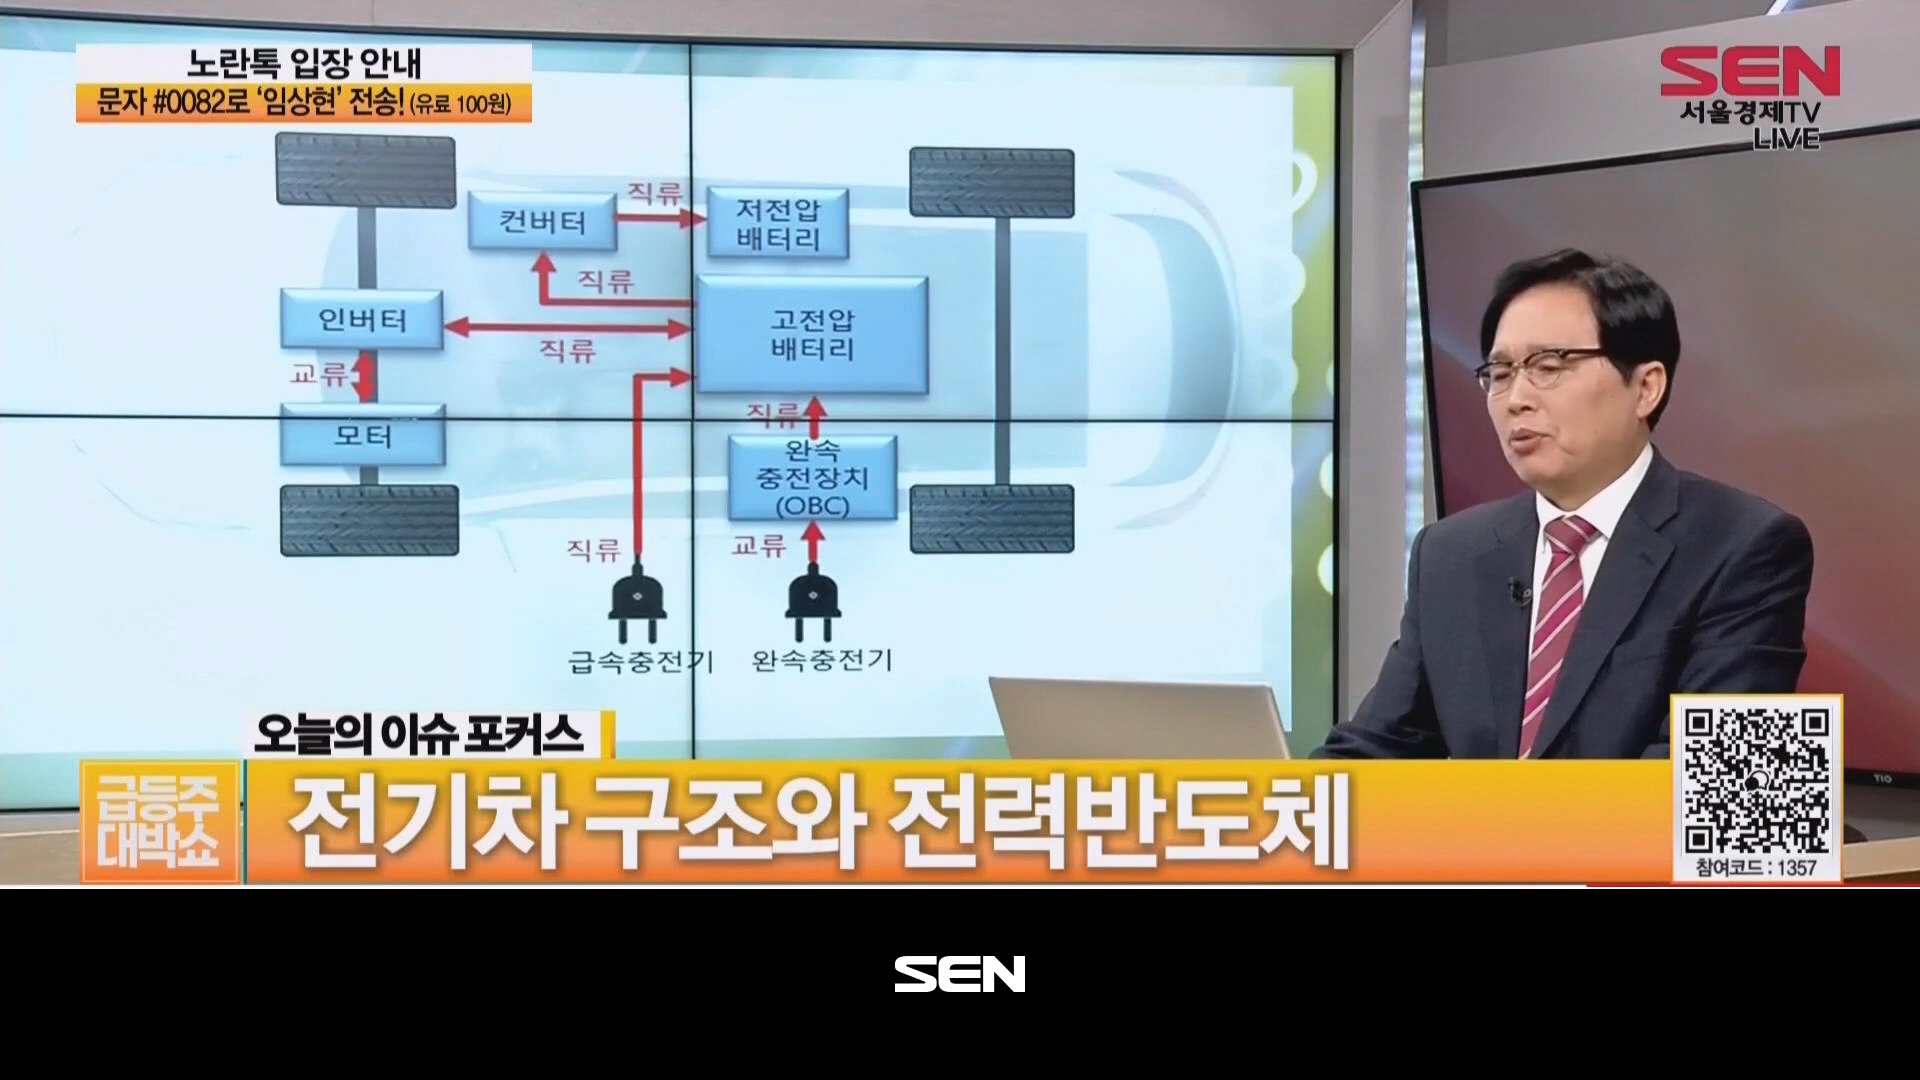 노란톡 입장 안내
문자 #0082로 '임상현' 전송! (유료 100원)
SEN
서울경제TV
LIVE
컨버터
직류
저전압
배터리
직류
인버터
직류
고전압
배터리
교류
모터
직류
완속
충전장치
(OBC)
직류
교류
급속충전기
완속충전기
오늘의 이슈 포커스
급등주
대박쇼
전기차 구조와 전력반도체
참여코드 : 1357
TIO
SEN